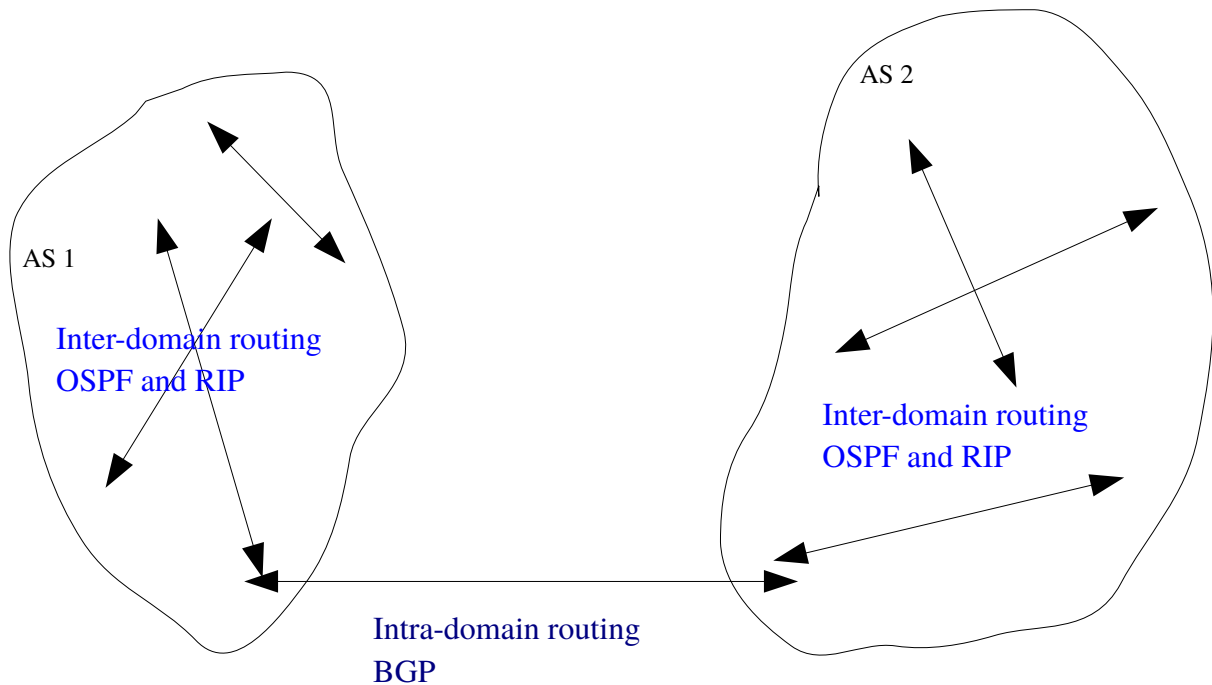 AS 1
Inter-domain routing
OSPF and RIP
AS 2
Inter-domain routing
OSPF and RIP
Intra-domain routing
BGP